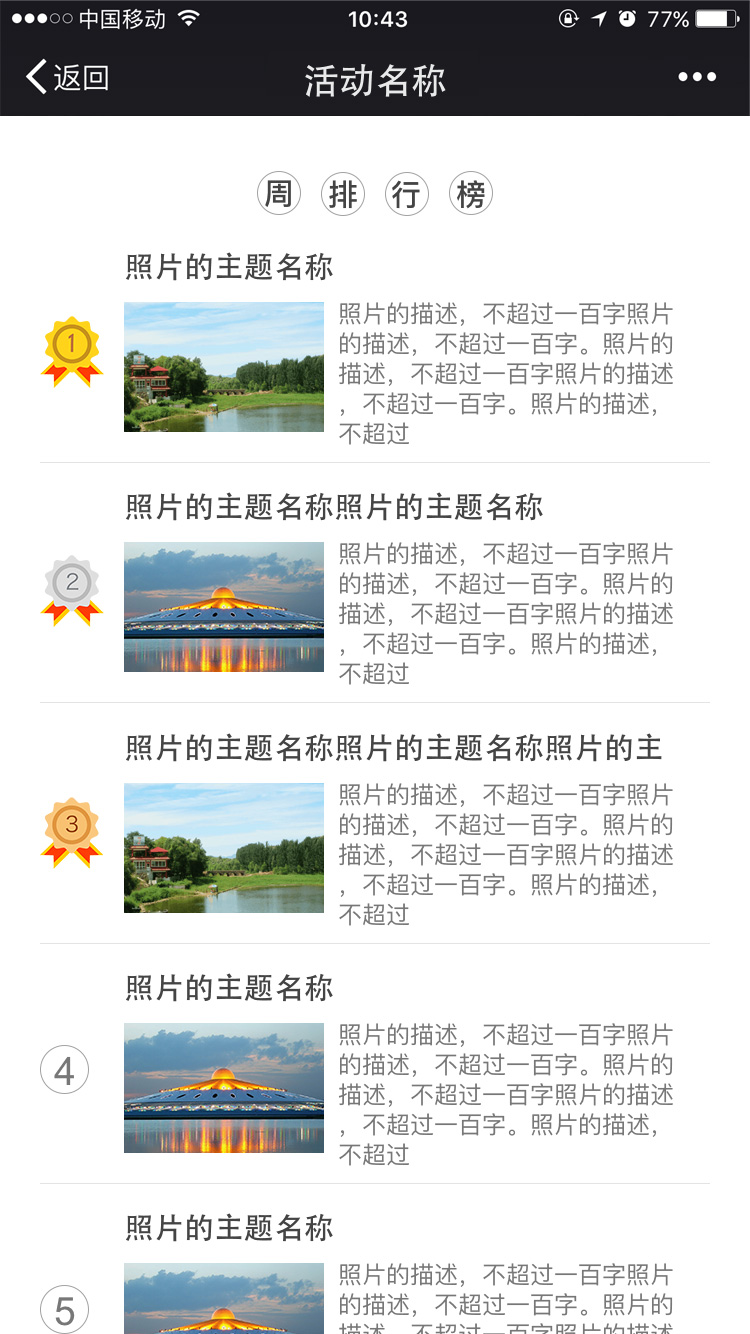 中国移动 10:43 77%
返回 活动名称
周排行榜
照片的主题名称
1
照片的描述，不超过一百字照片
的描述，不超过一百字。照片的
描述，不超过一百字照片的描述
，不超过一百字。照片的描述，
不超过
照片的主题名称照片的主题名称
2
照片的描述，不超过一百字照片
的描述，不超过一百字。照片的
描述，不超过一百字照片的描述
，不超过一百字。照片的描述，
不超过
照片的主题名称照片的主题名称照片的主
3
照片的描述，不超过一百字照片
的描述，不超过一百字。照片的
描述，不超过一百字照片的描述
，不超过一百字。照片的描述，
不超过
照片的主题名称
4
照片的描述，不超过一百字照片
的描述，不超过一百字。照片的
描述，不超过一百字照片的描述
，不超过一百字。照片的描述，
不超过
照片的主题名称
5
照片的描述，不超过一百字照片
的描述，不超过一百字。照片的
描述，不超过一百字照片的描述